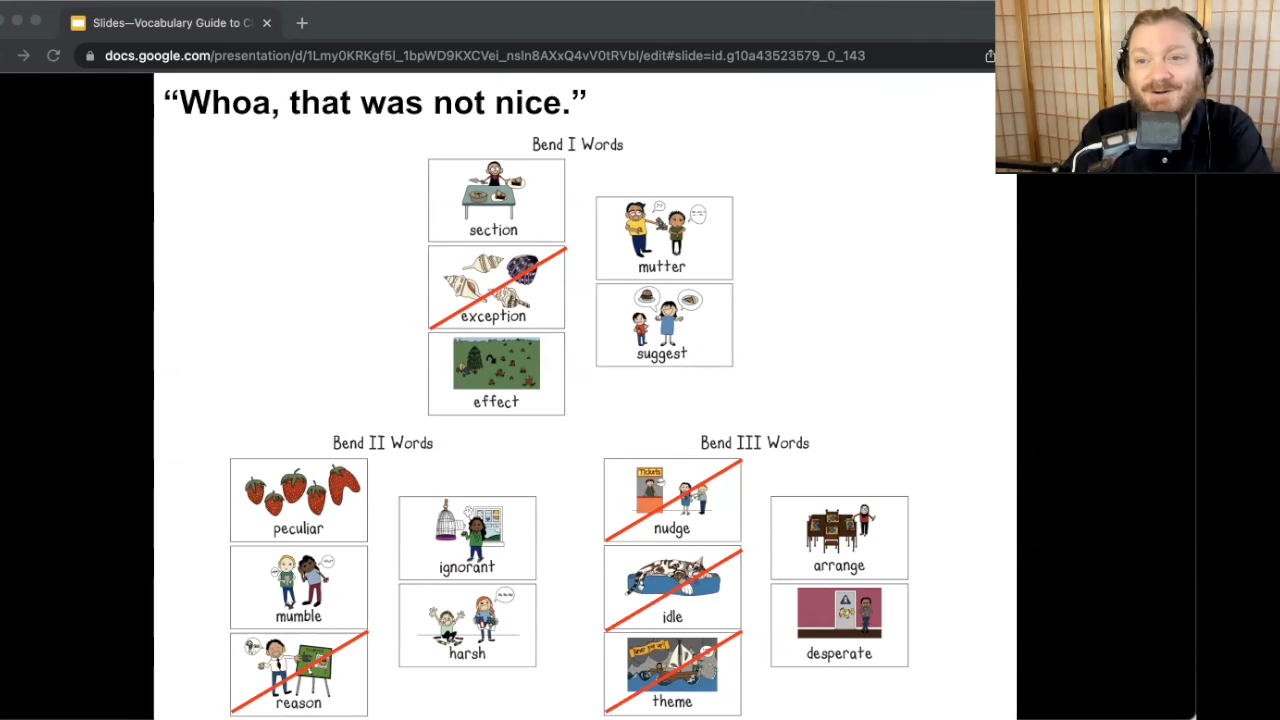 Slides—Vocabulary Guide to C
docs.google.com/presentation/d/1Lmy0KRKgf5I_1bpWD9KXCVei_nsIn8AXxQ4vV0tRVbI/edit#slide=id.g10a43523579_0_143
“Whoa, that was not nice.”
Bend I Words
section
mutter
exception
suggest
effect
Bend II Words
peculiar
ignorant
mumble
harsh
reason
Bend III Words
Tickets
nudge
arrange
idle
desperate
theme